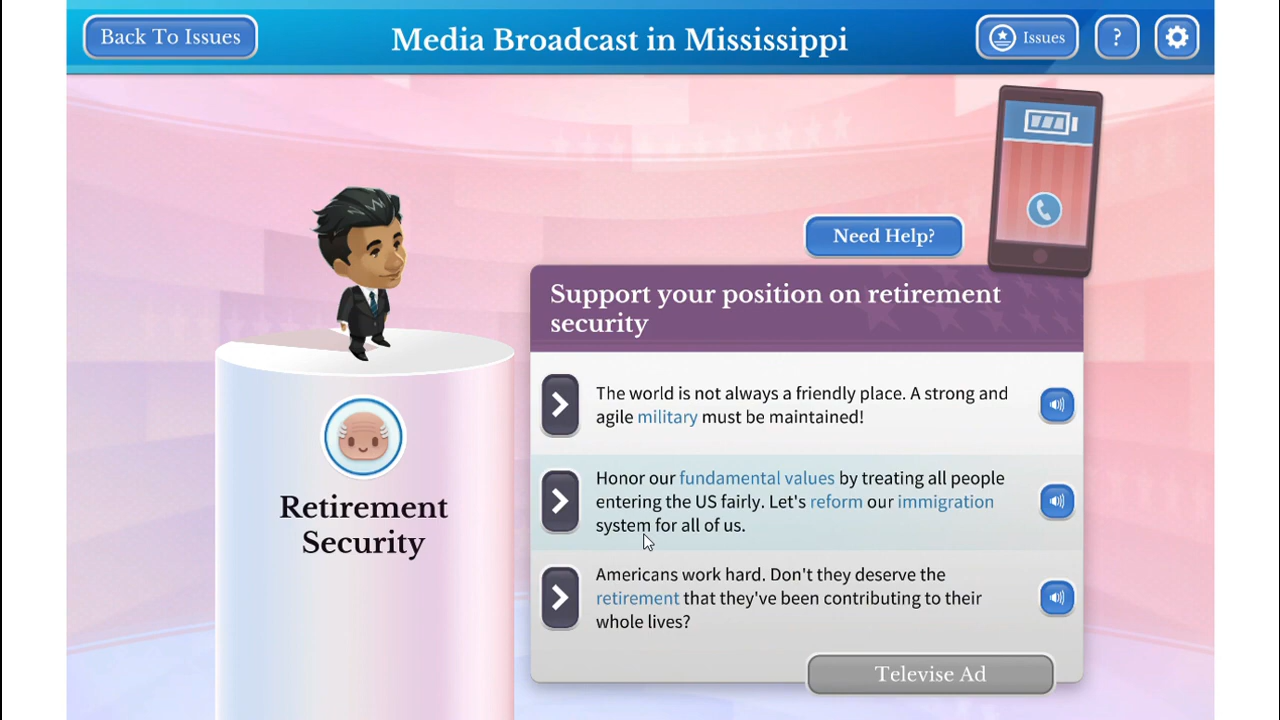 Back To Issues
Media Broadcast in Mississippi
Issues
?
Need Help?
Support your position on retirement
security
The world is not always a friendly place. A strong and
agile military must be maintained!
Honor our fundamental values by treating all people
entering the US fairly. Let's reform our immigration
system for all of us.
Americans work hard. Don't they deserve the
retirement that they've been contributing to their
whole lives?
Retirement
Security
Televise Ad